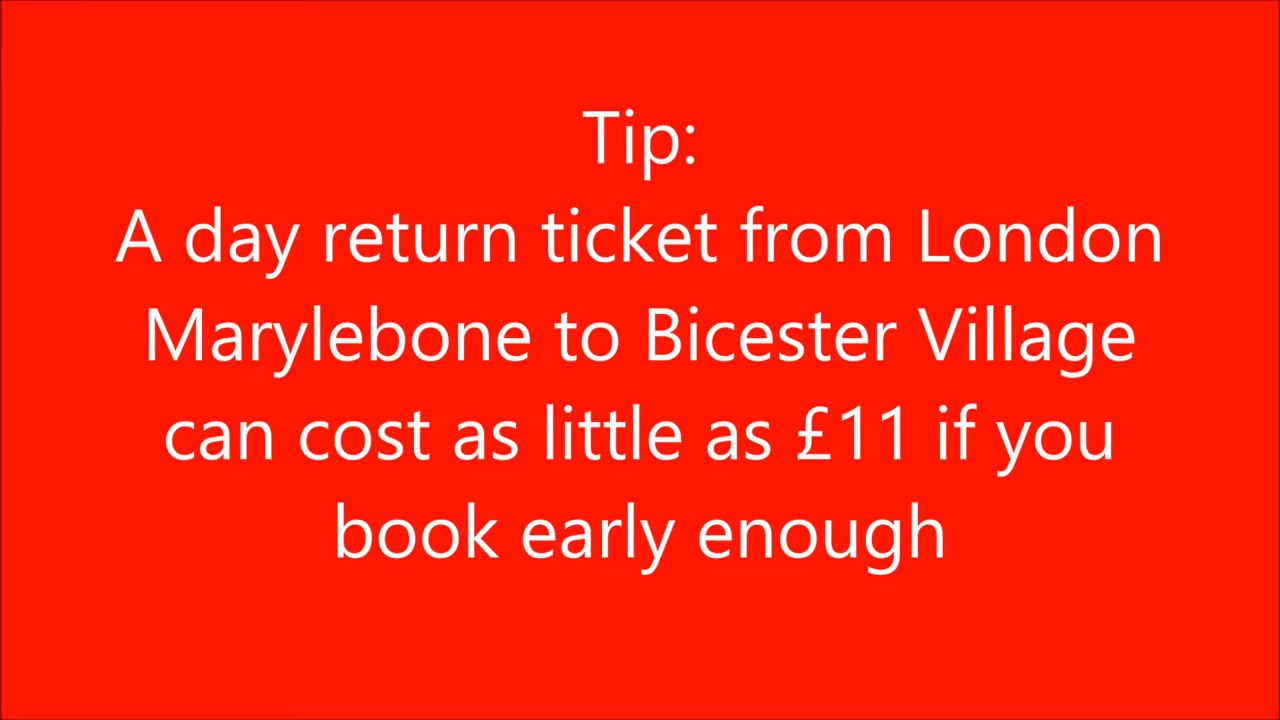 Tip:
A day return ticket from London
Marylebone to Bicester Village
can cost as little as £11 if you
book early enough